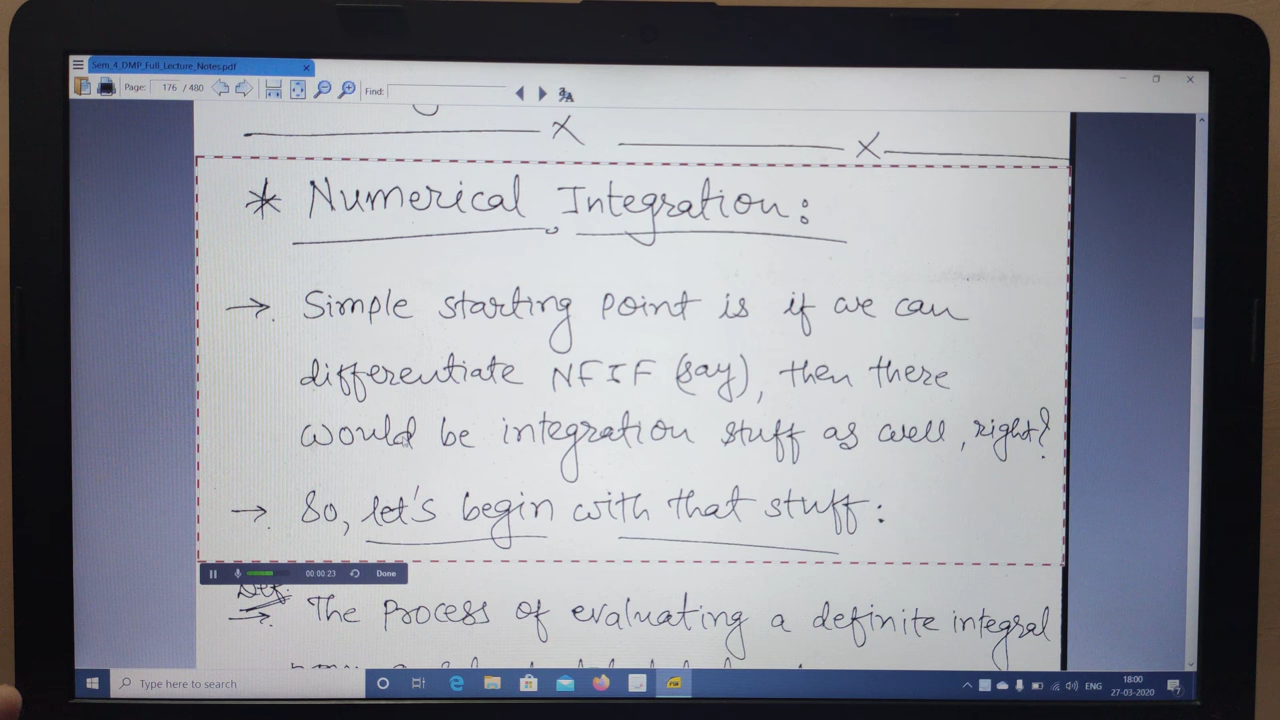 Sem_4_DMP_Full_Lecture_Notes.pdf
Page: 176 / 480 Find:
* Numerical Integration:
→ Simple starting point is if we can
differentiate NFIF (say), then there
would be integration stuff as well, right?
→ So, let's begin with that stuff:
00:00:23 Done
Def.
→ The process of evaluating a definite integral
Type here to search
ENG
18:00
27-03-2020
7